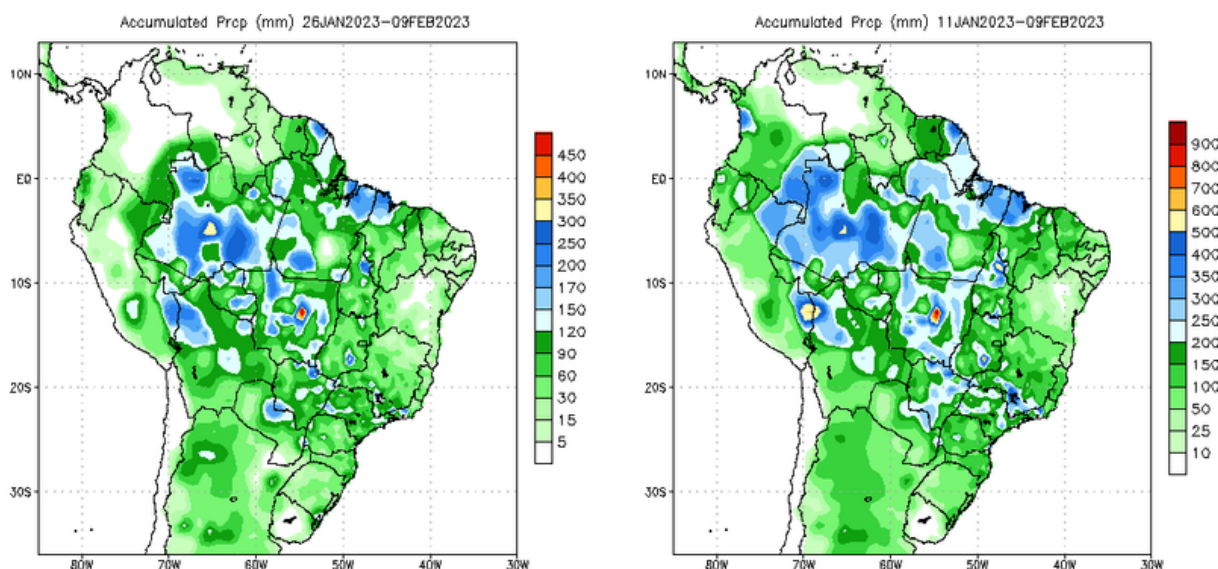 Accumulated Prcp (mm) 26JAN2023-09FEB2023
10N
EQ
10S
20S
30S
80W
70W
60W
50W
40W
30W
450
400
350
300
250
200
170
150
120
90
60
30
15
5
Accumulated Prcp (mm) 11JAN2023-09FEB2023
10N
EQ
10S
20S
30S
80W
70W
60W
50W
40W
30W
900
800
700
600
500
400
350
300
250
200
150
100
50
25
10